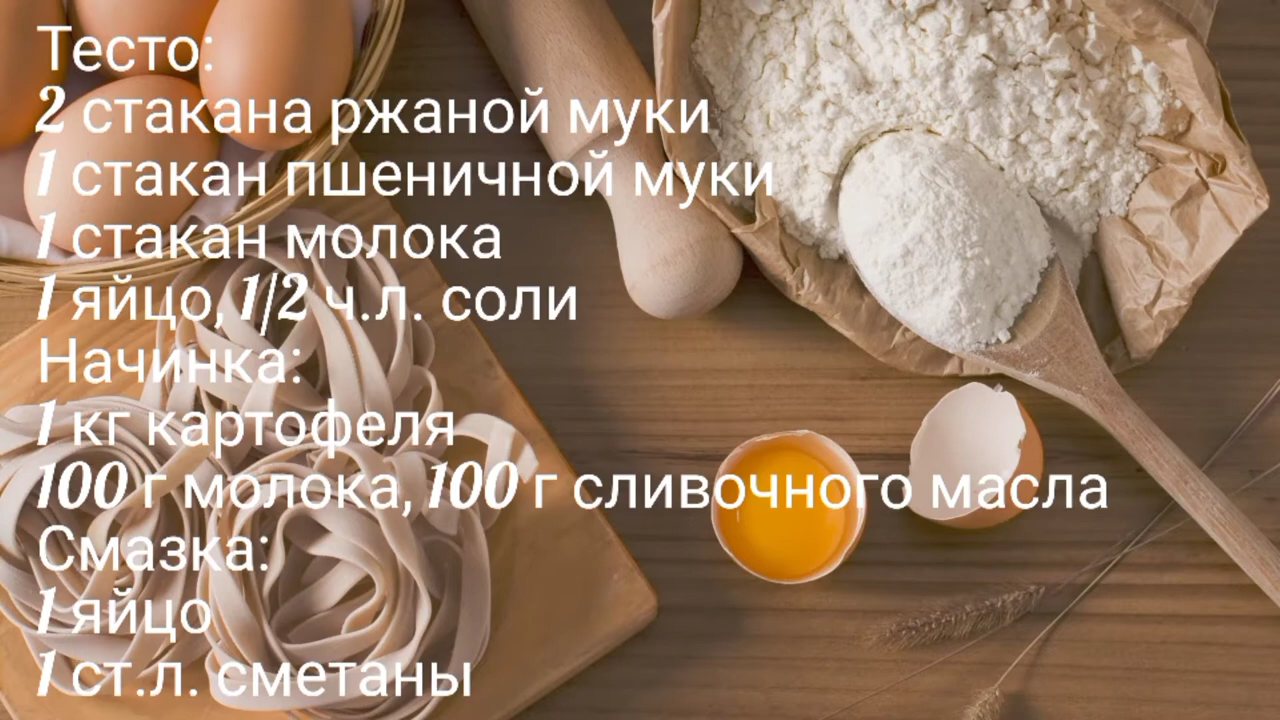 Тесто:
2 стакана ржаной муки
1 стакан пшеничной муки
1 стакан молока
1 яйцо, 1/2 ч.л. соли
Начинка:
1 кг картофеля
100 г молока, 100 г сливочного масла
Смазка:
1 яйцо
1 ст.л. сметаны